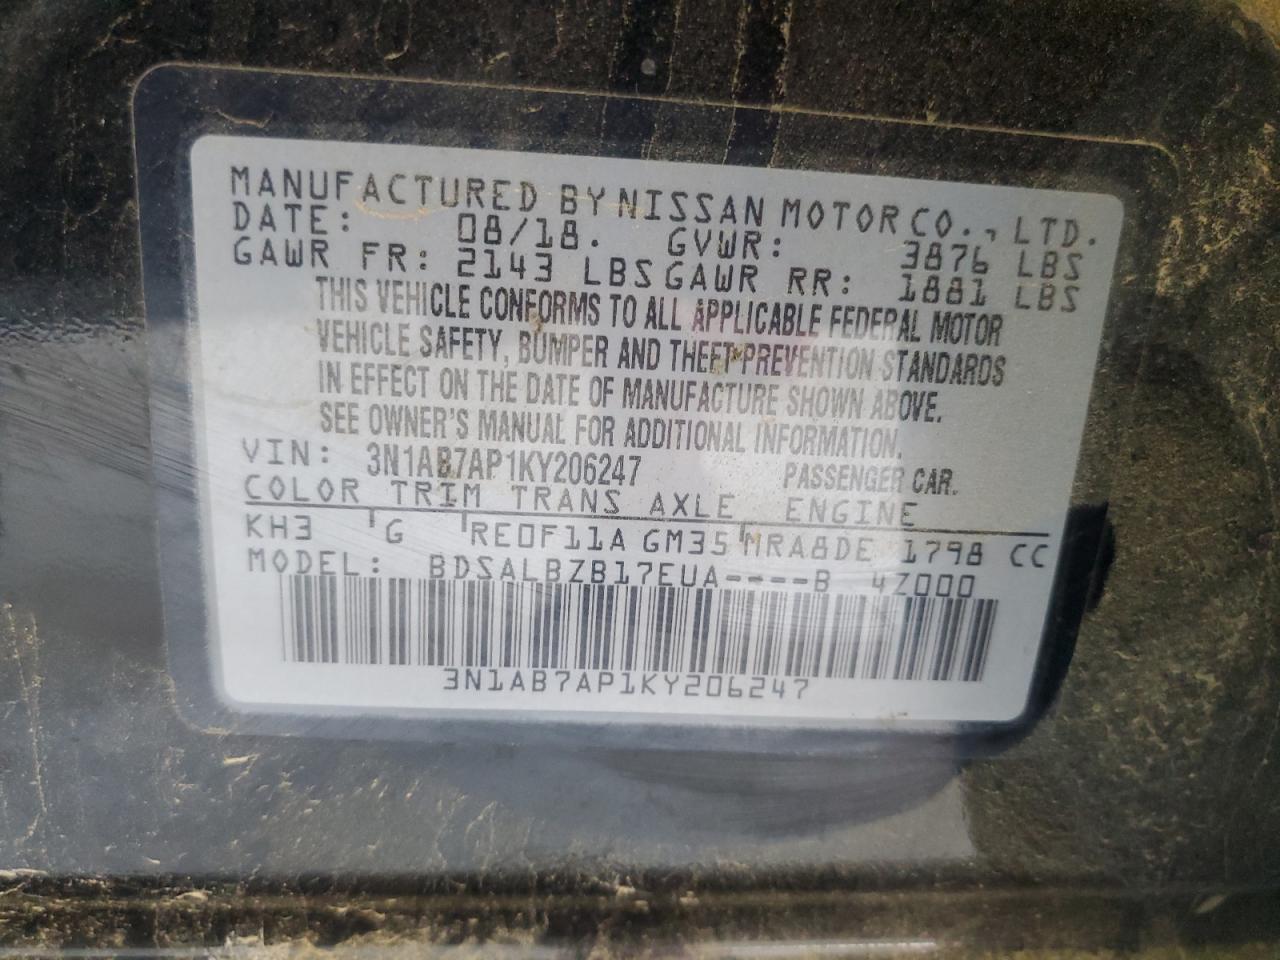 MANUFACTURED BY NISSAN MOTOR CO., LTD.
DATE: 08/18. GVWR: 3876 LBS
GAWR FR: 2143 LBS GAWR RR: 1881 LBS
THIS VEHICLE CONFORMS TO ALL APPLICABLE FEDERAL MOTOR
VEHICLE SAFETY, BUMPER AND THEFT PREVENTION STANDARDS
IN EFFECT ON THE DATE OF MANUFACTURE SHOWN ABOVE.
SEE OWNER'S MANUAL FOR ADDITIONAL INFORMATION.
VIN: 3N1AB7AP1KY206247 PASSENGER CAR.
COLOR TRIM TRANS AXLE ENGINE
KH3 G RE0F11A GM35 MRA8DE 1798 CC
MODEL: BDSALBZB17EUA----B 4Z000
3N1AB7AP1KY206247